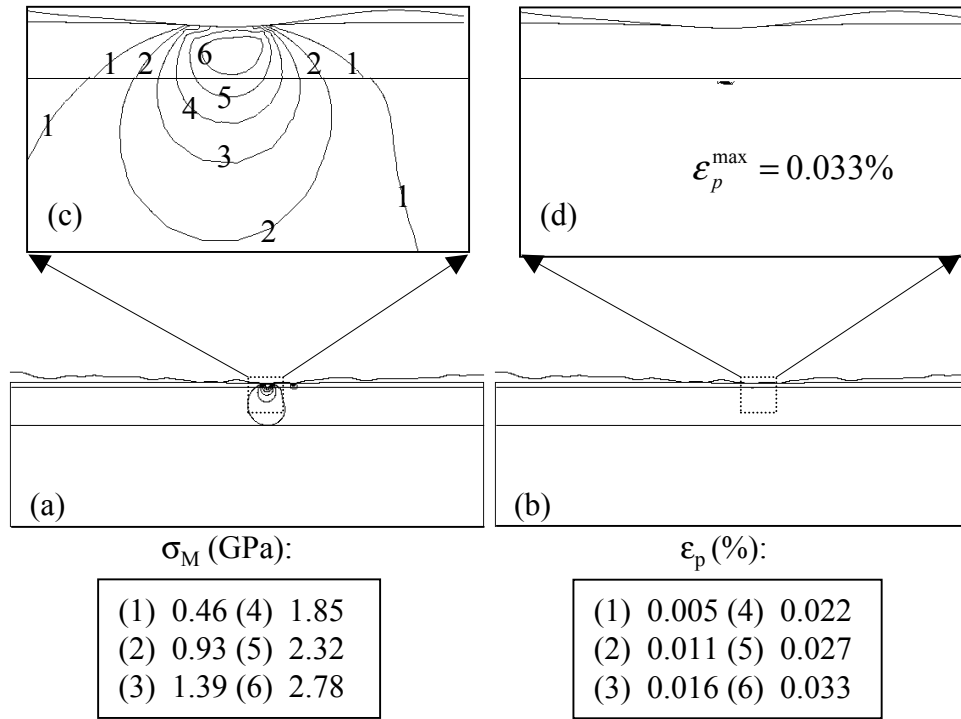 6
1 2 2 1
5
4
1
3
1
2
(c)
ε_p^max = 0.033%
(d)
(a)
(b)
σ_M (GPa):
(1) 0.46 (4) 1.85
(2) 0.93 (5) 2.32
(3) 1.39 (6) 2.78
ε_p (%):
(1) 0.005 (4) 0.022
(2) 0.011 (5) 0.027
(3) 0.016 (6) 0.033